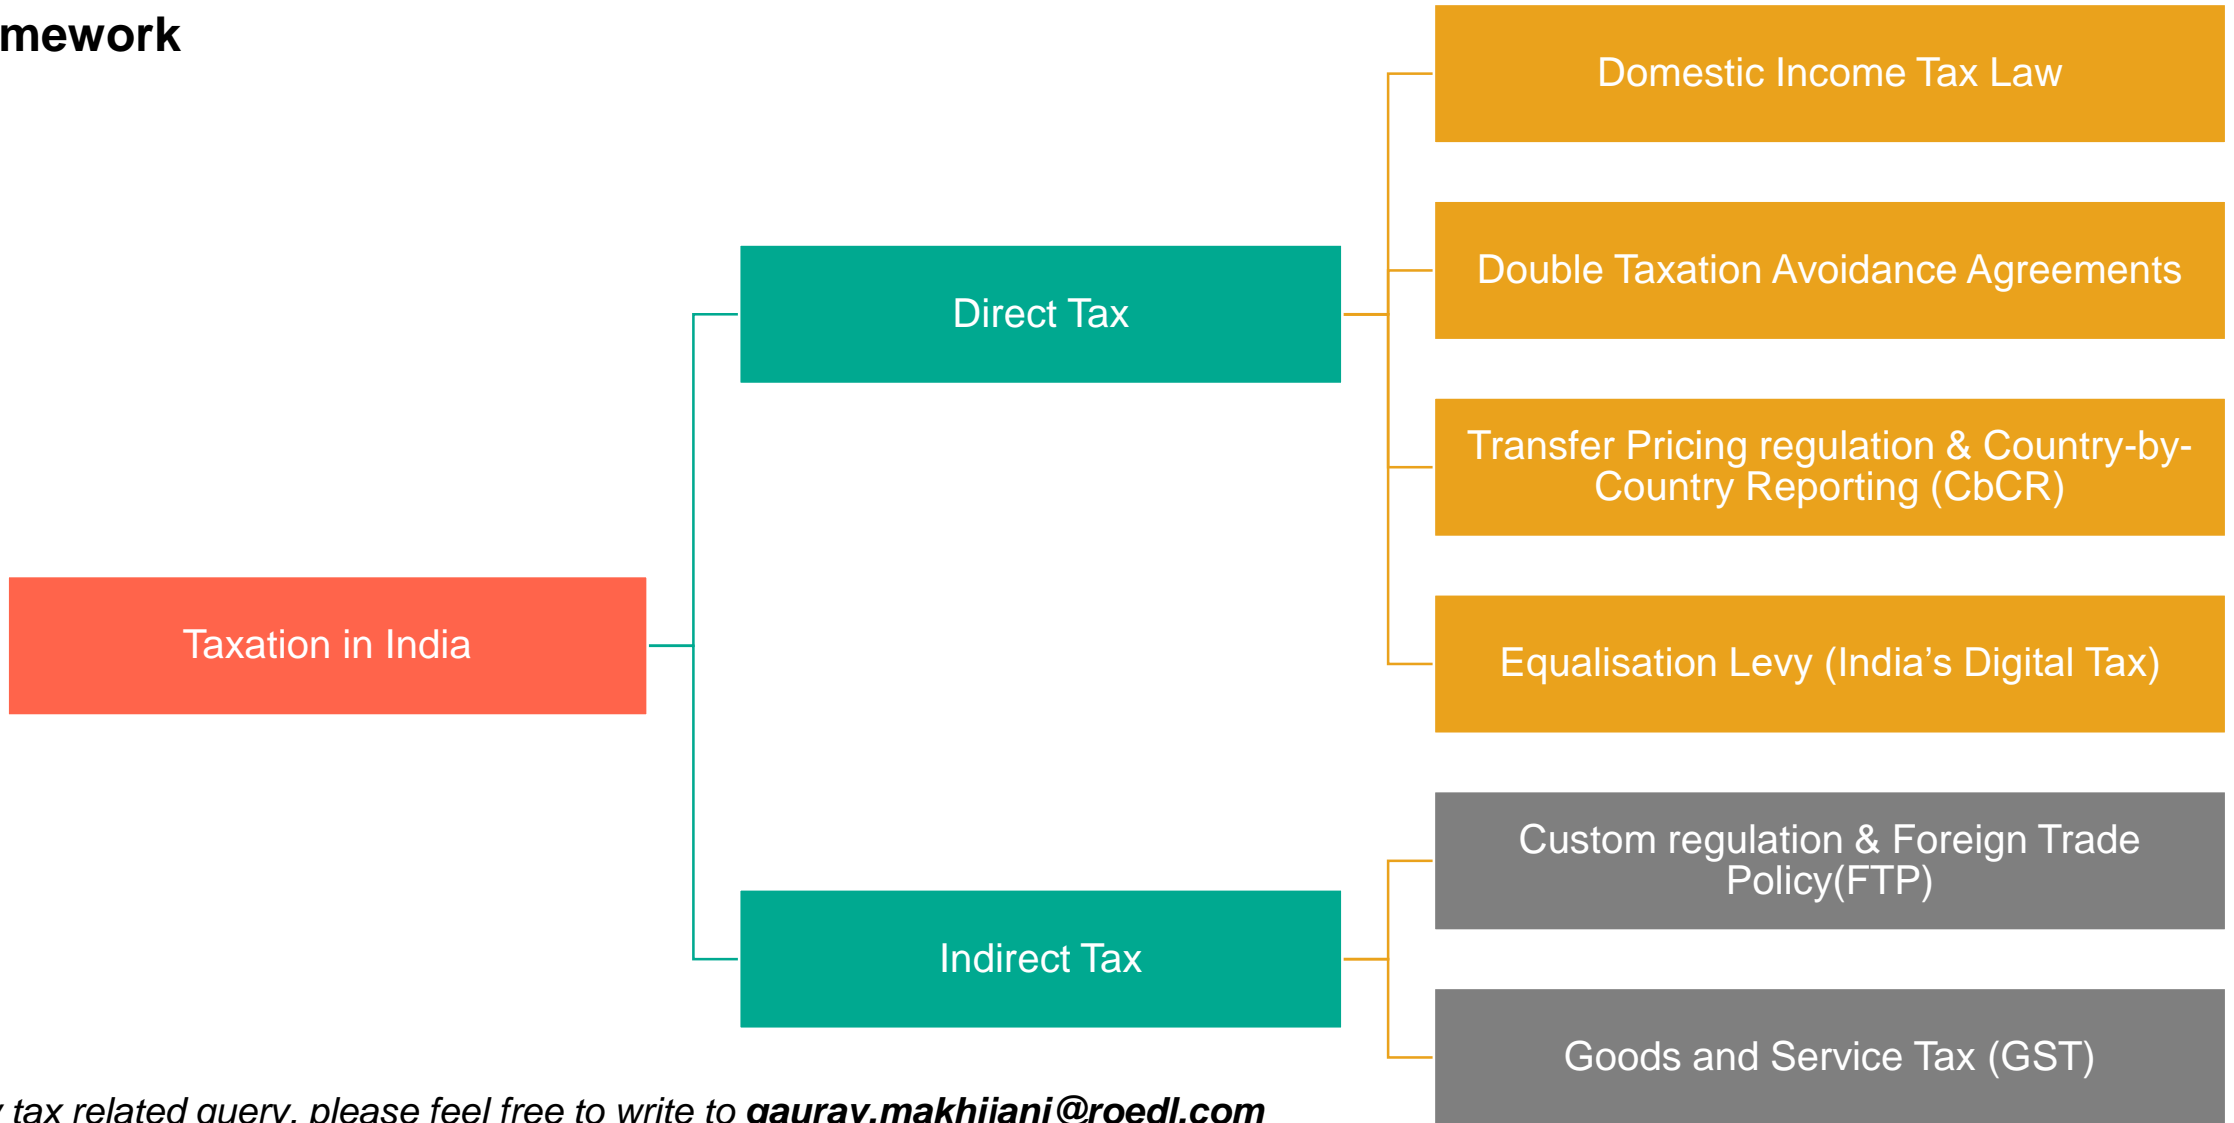 mework
Domestic Income Tax Law
Double Taxation Avoidance Agreements
Direct Tax
Transfer Pricing regulation & Country-by-
Country Reporting (CbCR)
Taxation in India
Equalisation Levy (India’s Digital Tax)
Custom regulation & Foreign Trade
Policy(FTP)
Indirect Tax
Goods and Service Tax (GST)
tax related query, please feel free to write to gaurav.makhijani@roedl.com